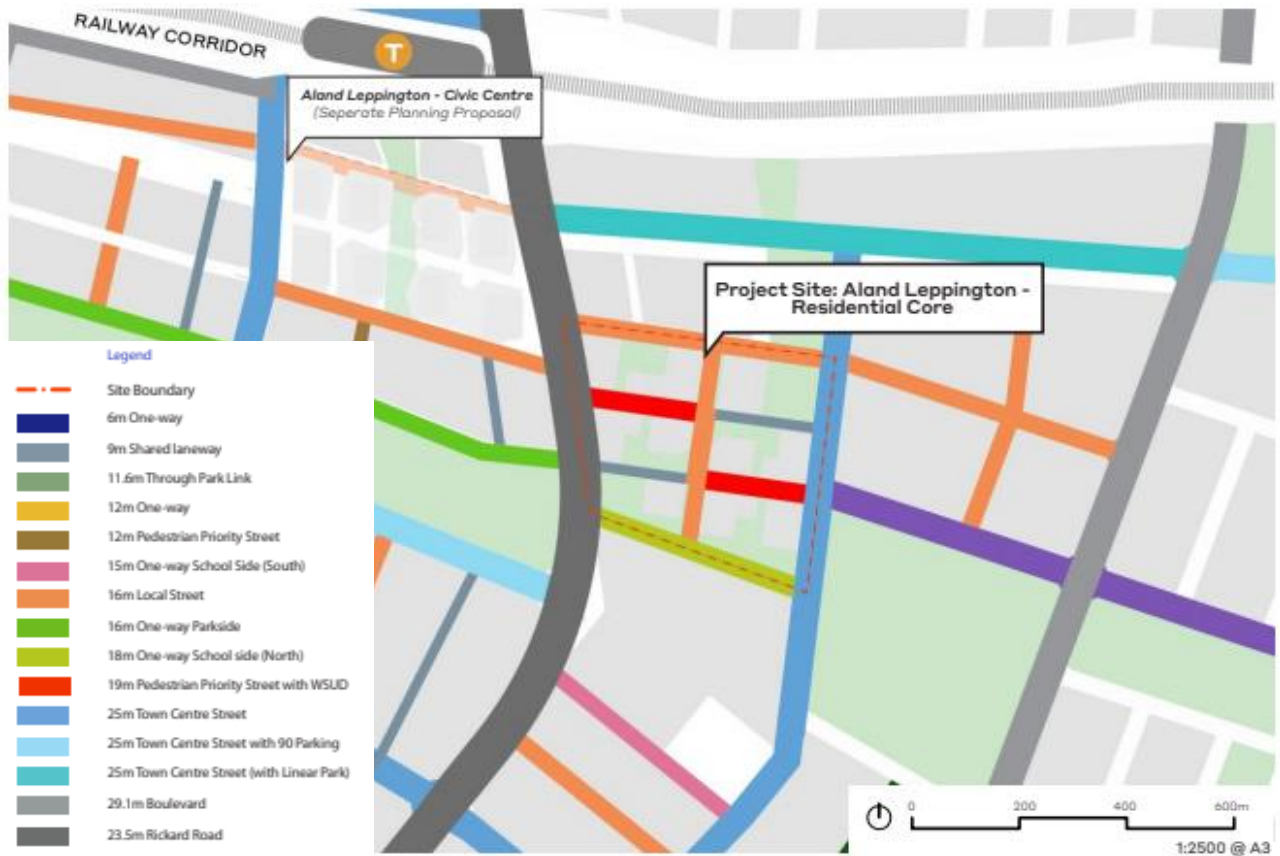 RAILWAY CORRIDOR
T
Aland Leppington - Civic Centre
(Seperate Planning Proposal)
Project Site: Aland Leppington -
Residential Core
Legend
Site Boundary
6m One-way
9m Shared laneway
11.6m Through Park Link
12m One-way
12m Pedestrian Priority Street
15m One-way School Side (South)
16m Local Street
16m One-way Parkside
18m One-way School side (North)
19m Pedestrian Priority Street with WSUD
25m Town Centre Street
25m Town Centre Street with 90 Parking
25m Town Centre Street (with Linear Park)
29.1m Boulevard
23.5m Rickard Road
0 200 400 600m
1:2500 @ A3